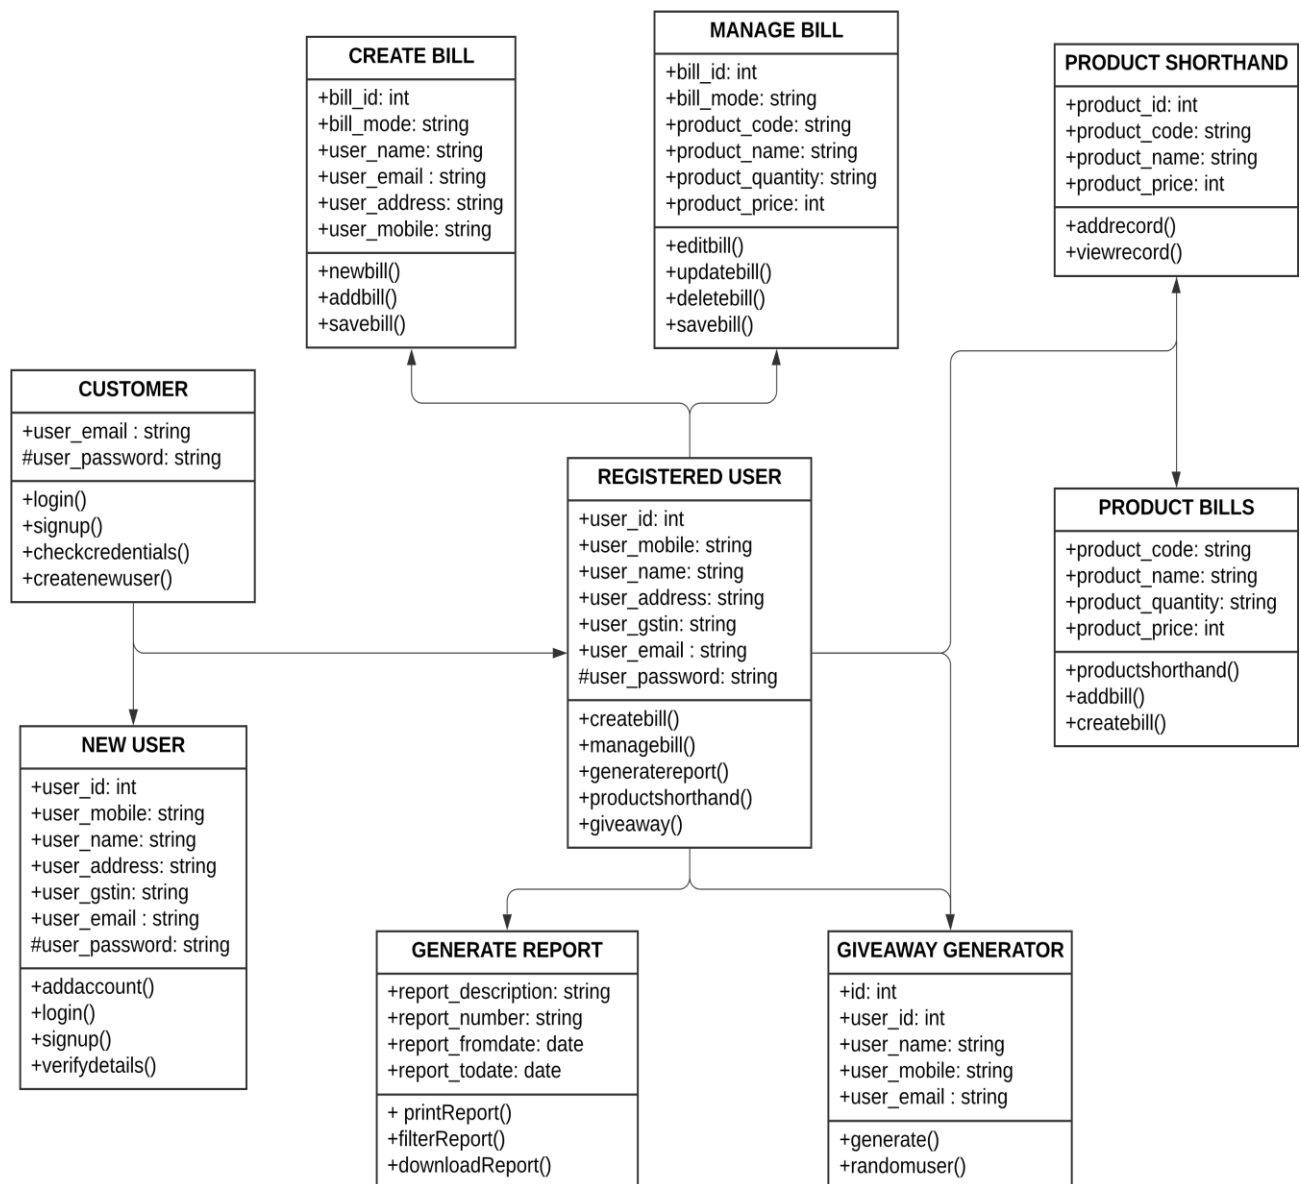 CREATE BILL
+bill_id: int
+bill_mode: string
+user_name: string
+user_email : string
+user_address: string
+user_mobile: string
+newbill()
+addbill()
+savebill()
MANAGE BILL
+bill_id: int
+bill_mode: string
+product_code: string
+product_name: string
+product_quantity: string
+product_price: int
+editbill()
+updatebill()
+deletebill()
+savebill()
PRODUCT SHORTHAND
+product_id: int
+product_code: string
+product_name: string
+product_price: int
+addrecord()
+viewrecord()
CUSTOMER
+user_email : string
#user_password: string
+login()
+signup()
+checkcredentials()
+createnewuser()
REGISTERED USER
+user_id: int
+user_mobile: string
+user_name: string
+user_address: string
+user_gstin: string
+user_email : string
#user_password: string
+createbill()
+managebill()
+generatereport()
+productshorthand()
+giveaway()
PRODUCT BILLS
+product_code: string
+product_name: string
+product_quantity: string
+product_price: int
+productshorthand()
+addbill()
+createbill()
NEW USER
+user_id: int
+user_mobile: string
+user_name: string
+user_address: string
+user_gstin: string
+user_email : string
#user_password: string
+addaccount()
+login()
+signup()
+verifydetails()
GENERATE REPORT
+report_description: string
+report_number: string
+report_fromdate: date
+report_todate: date
+ printReport()
+filterReport()
+downloadReport()
GIVEAWAY GENERATOR
+id: int
+user_id: int
+user_name: string
+user_mobile: string
+user_email : string
+generate()
+randomuser()